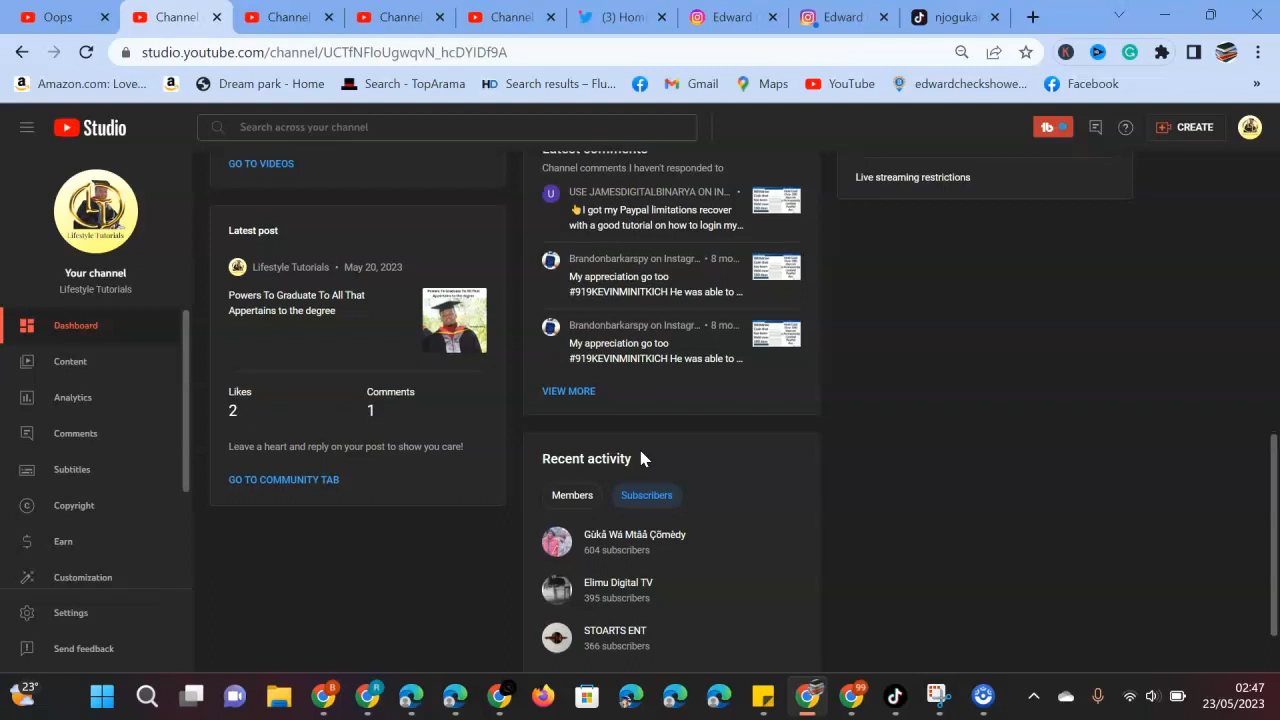 Oops
Channel
Channel
Channel
Channel
(3) Hom
Edward
Edward
njogukar
studio.youtube.com/channel/UCTfNFloUgwqvN_hcDYIDf9A
Amazon.com: Love...
Dream park - Home
Search - TopArama
Search results – Flu...
Gmail
Maps
YouTube
edwardcheckshowe...
Facebook
»
Studio
Search across your channel
CREATE
Your channel
Lifestyle Tutorials
Dashboard
Content
Analytics
Comments
Subtitles
Copyright
Earn
Customization
Settings
Send feedback
GO TO VIDEOS
Latest post
Lifestyle Tutorials • May 20, 2023
Powers To Graduate To All That
Appertains to the degree
Likes
Comments
2
1
Leave a heart and reply on your post to show you care!
GO TO COMMUNITY TAB
Latest comments
Channel comments I haven't responded to
USE JAMESDIGITALBINARYA ON IN... •
👆I got my Paypal limitations recover
with a good tutorial on how to login my...
Brandonbarkarspy on Instagr... • 8 mo...
My appreciation go too
#919KEVINMINITKICH He was able to ...
Brandonbarkarspy on Instagr... • 8 mo...
My appreciation go too
#919KEVINMINITKICH He was able to ...
VIEW MORE
Recent activity
Members
Subscribers
Gùkå Wá Mtåå Çõmèdy
604 subscribers
Elimu Digital TV
395 subscribers
STOARTS ENT
366 subscribers
Live streaming restrictions
23°
99
02:47
23/05/2023